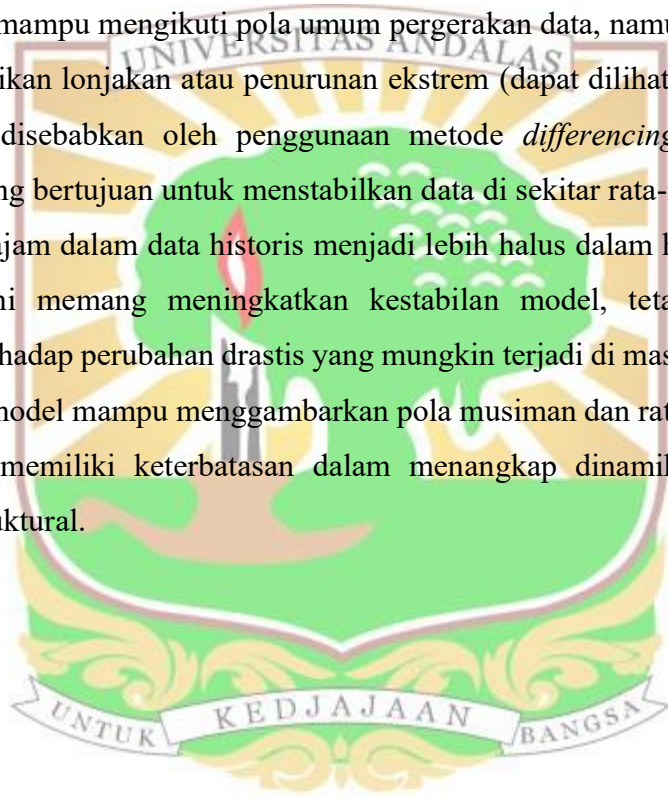 mampu mengikuti pola umum pergerakan data, namu
UNIVERSITAS ANDALAS
ikan lonjakan atau penurunan ekstrem (dapat dilihat
disebabkan oleh penggunaan metode differencing
ng bertujuan untuk menstabilkan data di sekitar rata-
ajam dalam data historis menjadi lebih halus dalam h
ni memang meningkatkan kestabilan model, teta
hadap perubahan drastis yang mungkin terjadi di mas
model mampu menggambarkan pola musiman dan rat
memiliki keterbatasan dalam menangkap dinamil
uktural.
UNTUK KEDJAJAAN BANGSA